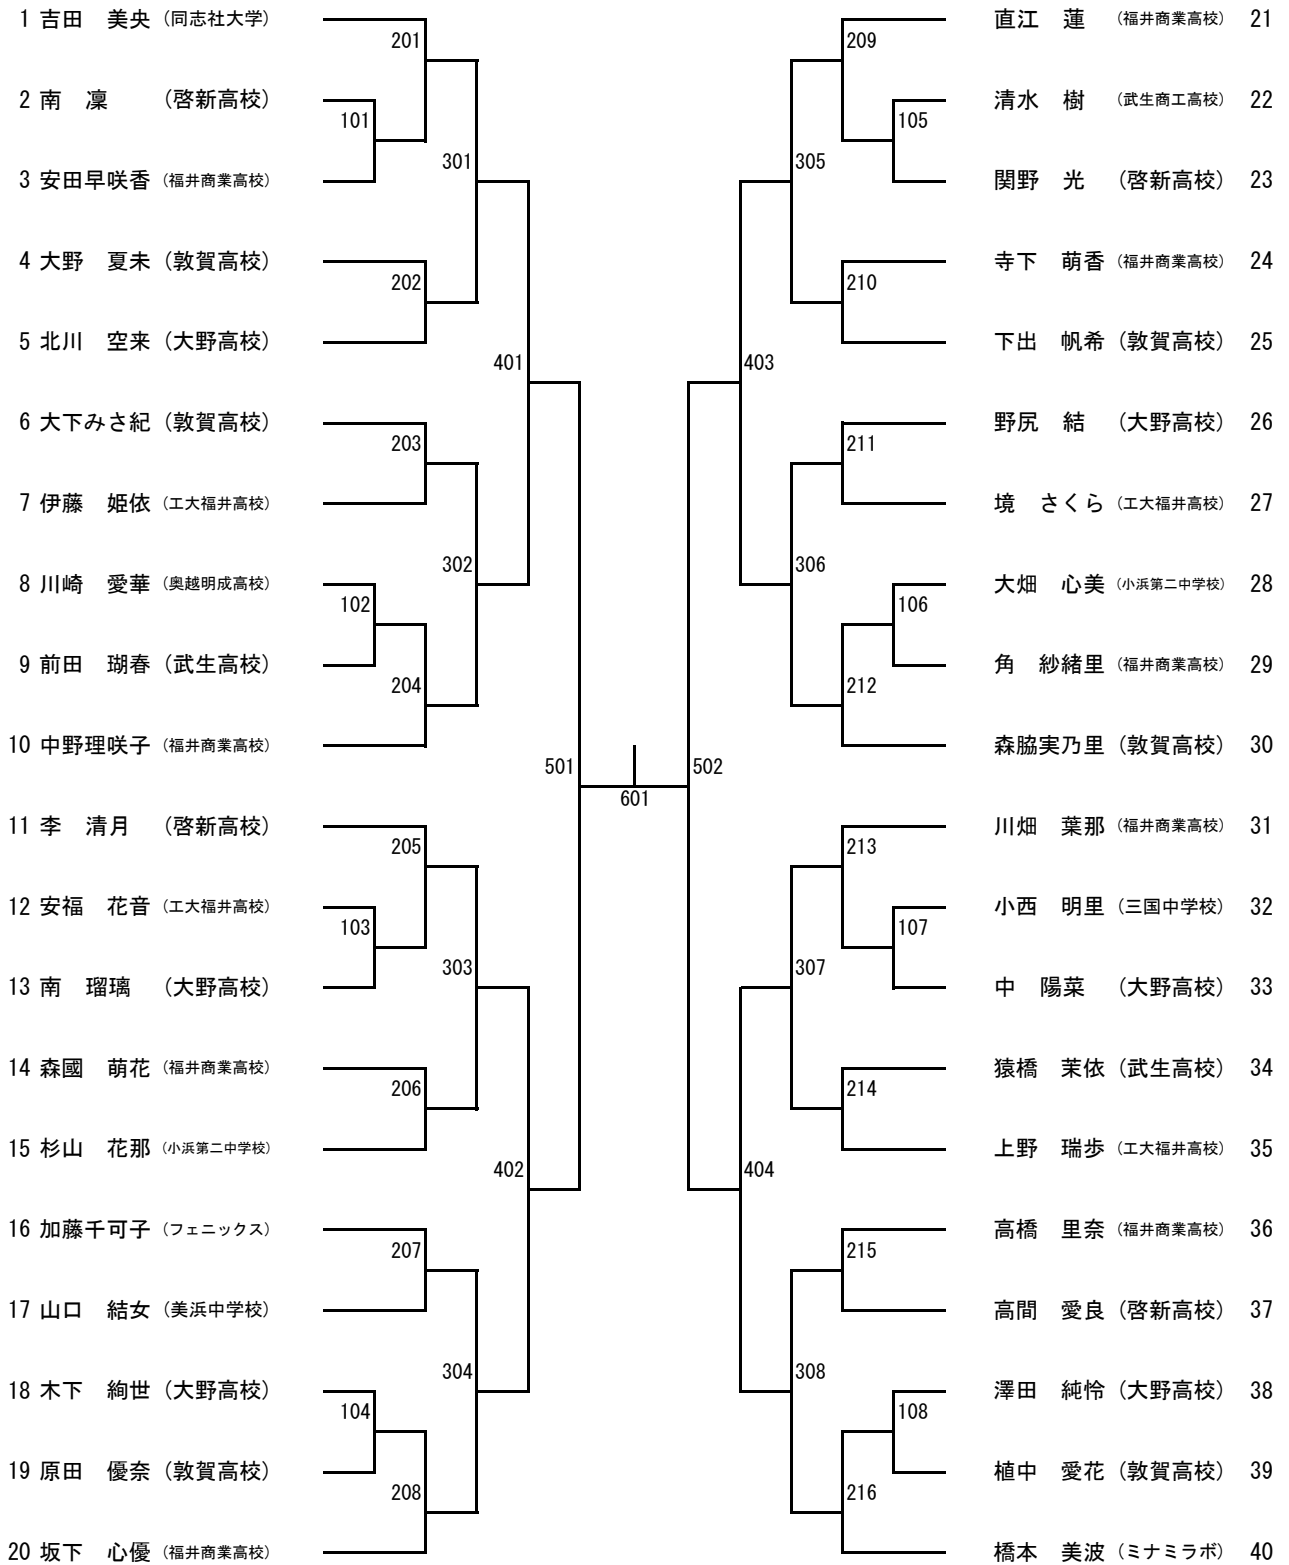 1 吉田　美央（同志社大学）
201
2 南　凜　（啓新高校）
101
3 安田早咲香（福井商業高校）
301
4 大野　夏未（敦賀高校）
202
5 北川　空来（大野高校）
401
6 大下みさ紀（敦賀高校）
203
7 伊藤　姫依（工大福井高校）
302
8 川崎　愛華（奥越明成高校）
102
9 前田　瑚春（武生高校）
204
10 中野理咲子（福井商業高校）
501
11 李　清月　（啓新高校）
205
12 安福　花音（工大福井高校）
103
13 南　瑠璃　（大野高校）
303
14 森國　萌花（福井商業高校）
206
15 杉山　花那（小浜第二中学校）
402
16 加藤千可子（フェニックス）
207
17 山口　結女（美浜中学校）
304
18 木下　絢世（大野高校）
104
19 原田　優奈（敦賀高校）
208
20 坂下　心優（福井商業高校）
601
直江　蓮　（福井商業高校） 21
209
清水　樹　（武生商工高校） 22
105
関野　光　（啓新高校） 23
305
寺下　萌香（福井商業高校） 24
210
下出　帆希（敦賀高校） 25
403
野尻　結　（大野高校） 26
211
境　さくら（工大福井高校） 27
306
大畑　心美（小浜第二中学校） 28
106
角　紗緒里（福井商業高校） 29
212
森脇実乃里（敦賀高校） 30
502
川畑　葉那（福井商業高校） 31
213
小西　明里（三国中学校） 32
107
中　陽菜　（大野高校） 33
307
猿橋　茉依（武生高校） 34
214
上野　瑞歩（工大福井高校） 35
404
高橋　里奈（福井商業高校） 36
215
高間　愛良（啓新高校） 37
308
澤田　純怜（大野高校） 38
108
植中　愛花（敦賀高校） 39
216
橋本　美波（ミナミラボ） 40